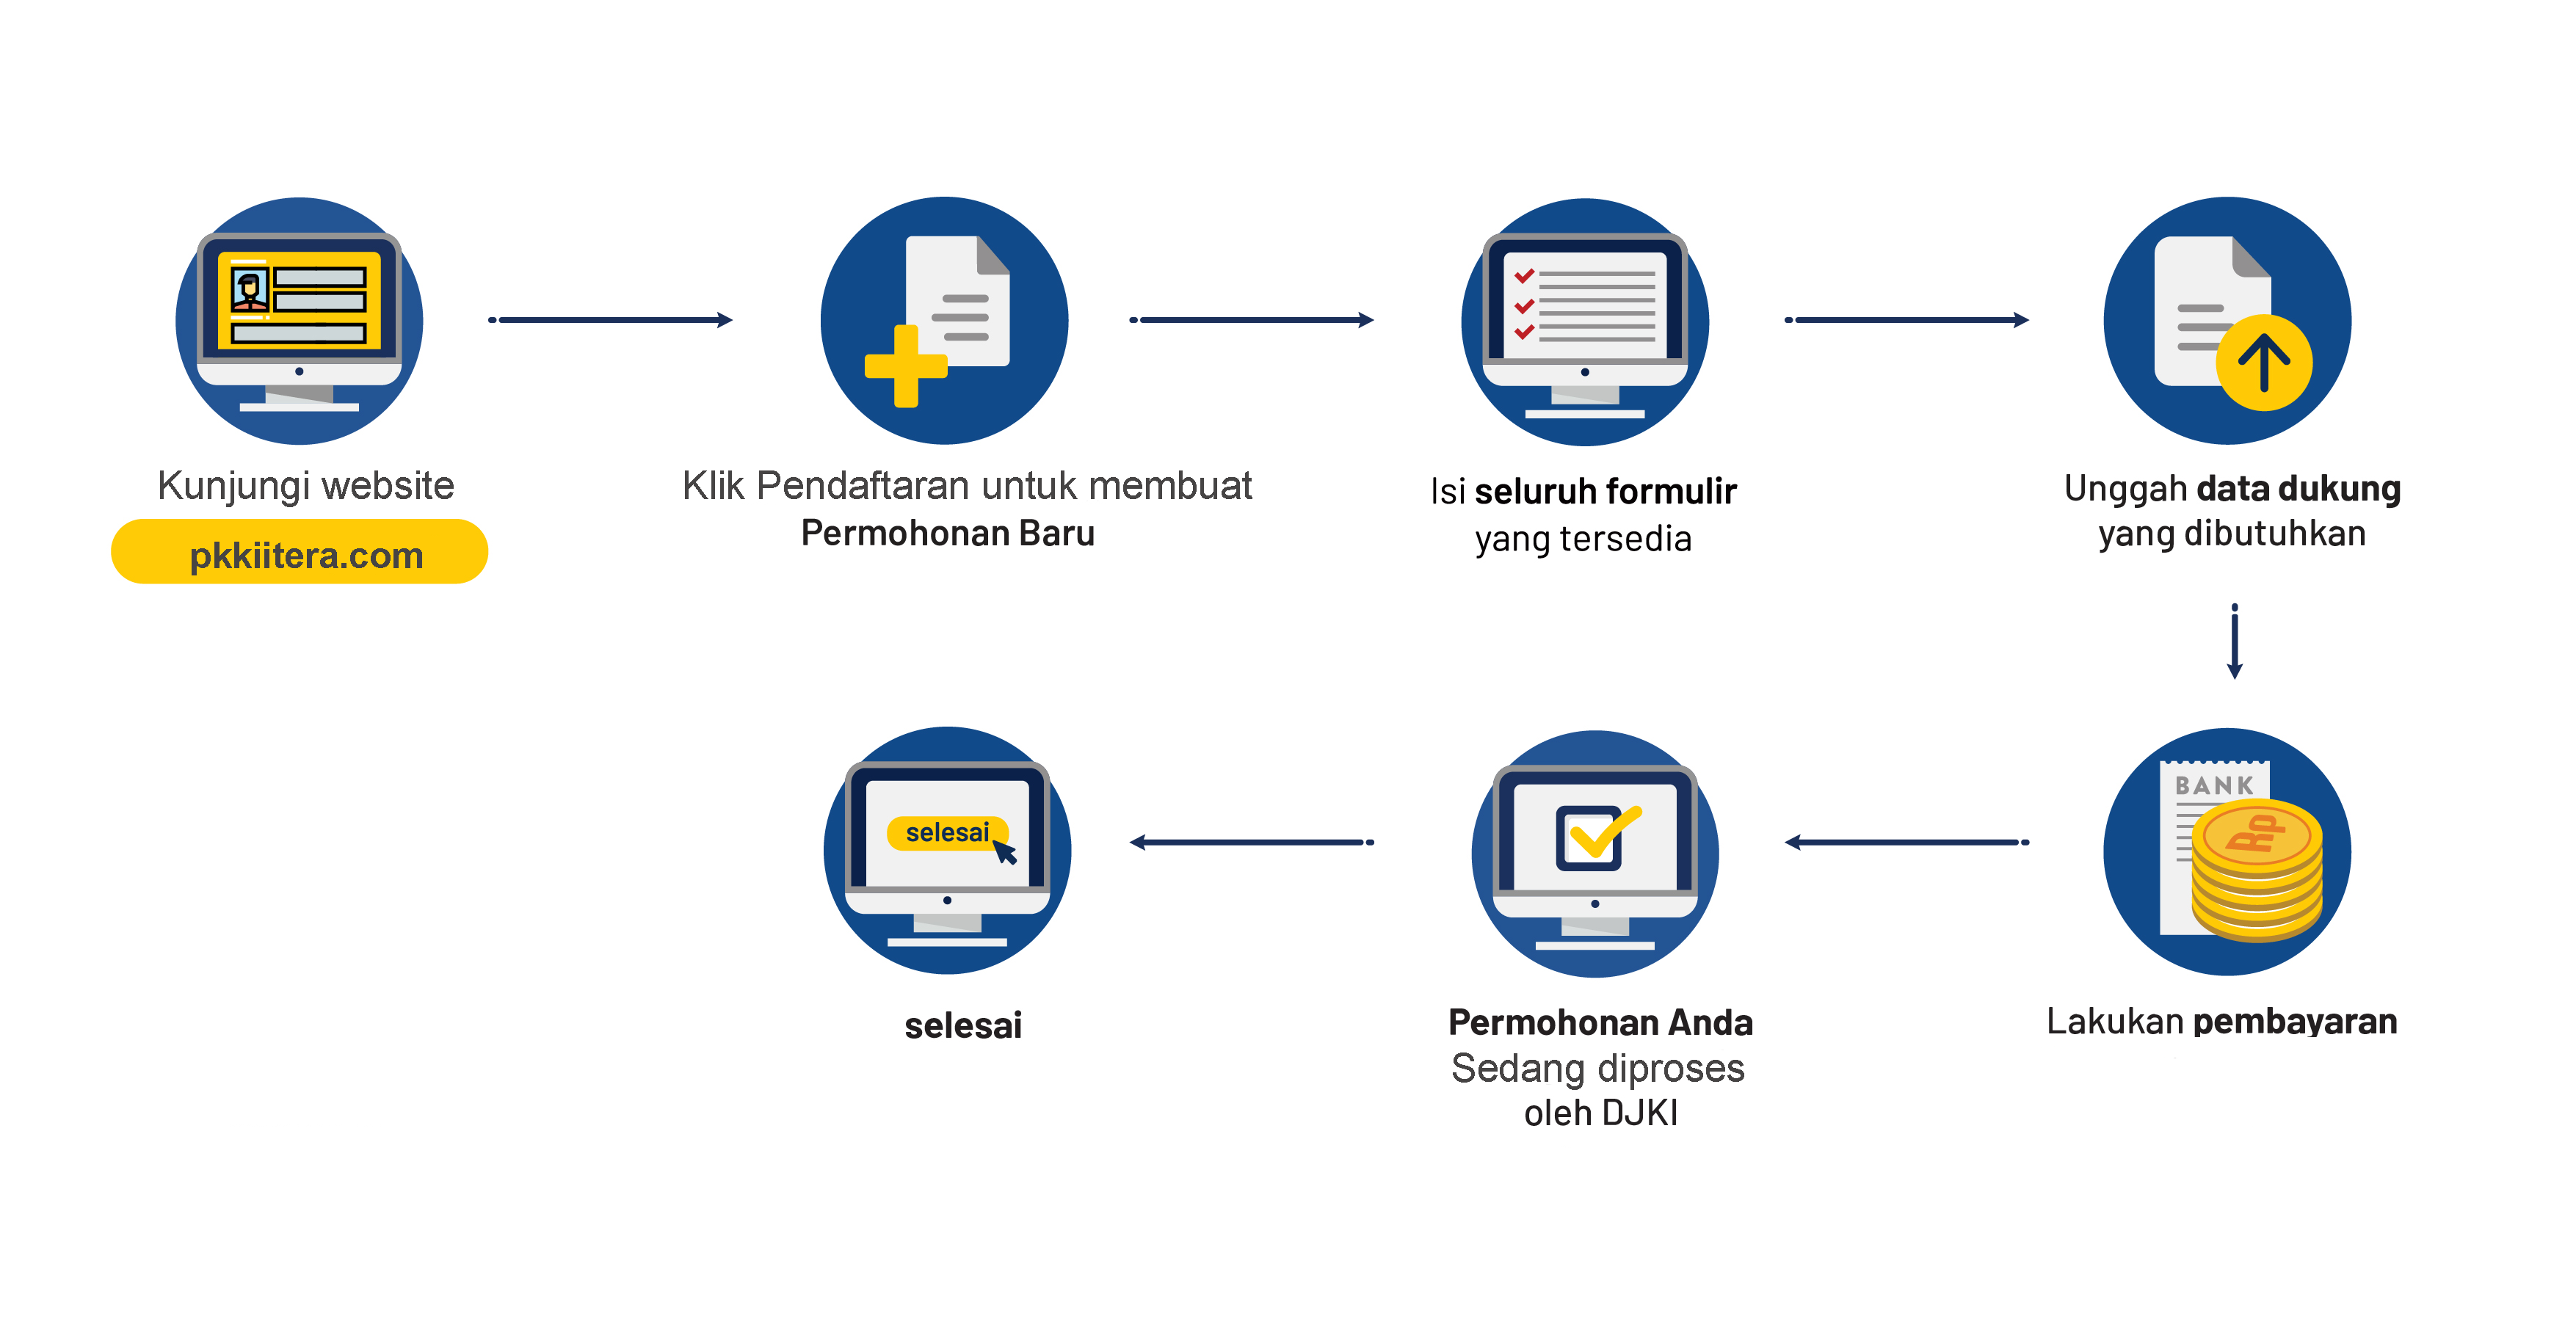 Kunjungi website
pkkiitera.com
Klik Pendaftaran untuk membuat
Permohonan Baru
Isi seluruh formulir
yang tersedia
Unggah data dukung
yang dibutuhkan
BANK
Rp
Lakukan pembayaran
Permohonan Anda
Sedang diproses
oleh DJKI
selesai
selesai